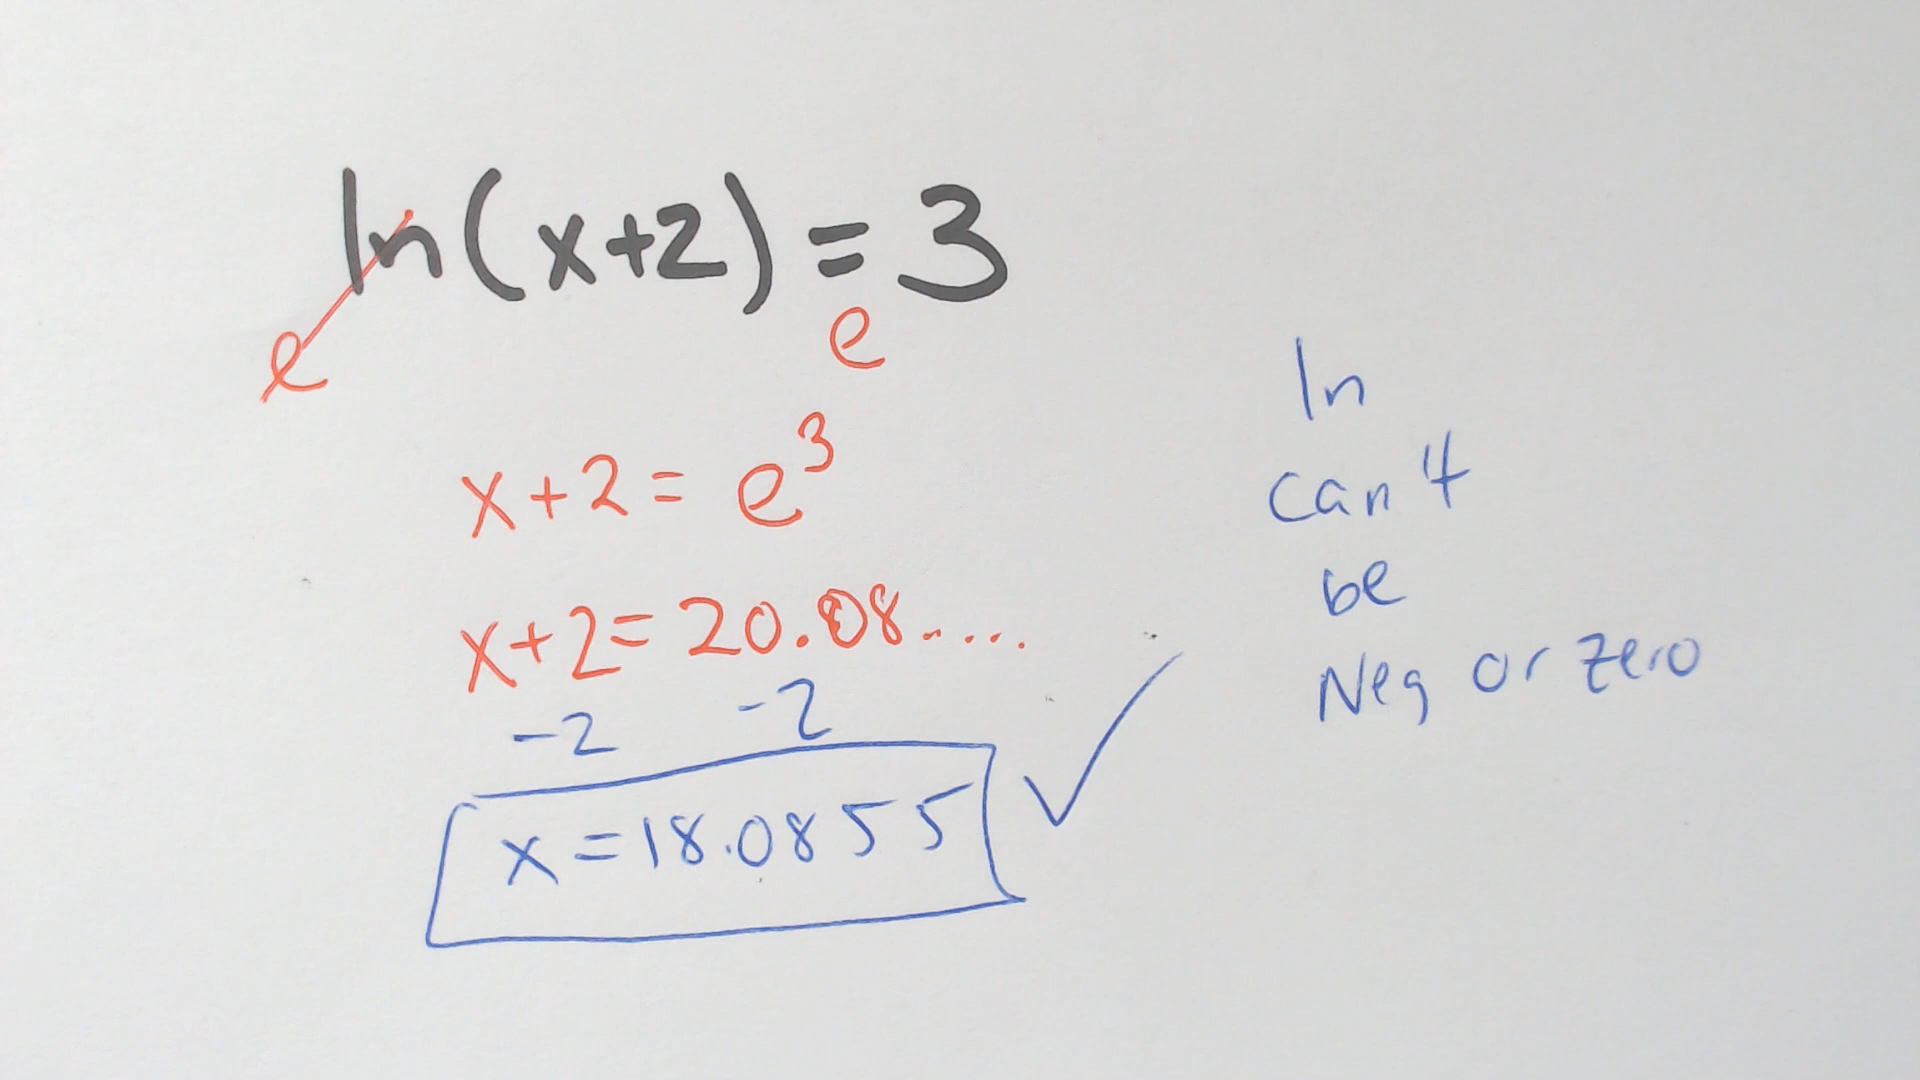 ln(x+2)=3
e e
x+2=e³
x+2=20.08.....
-2 -2
x=18.0855
ln
can't
be
Neg or zero